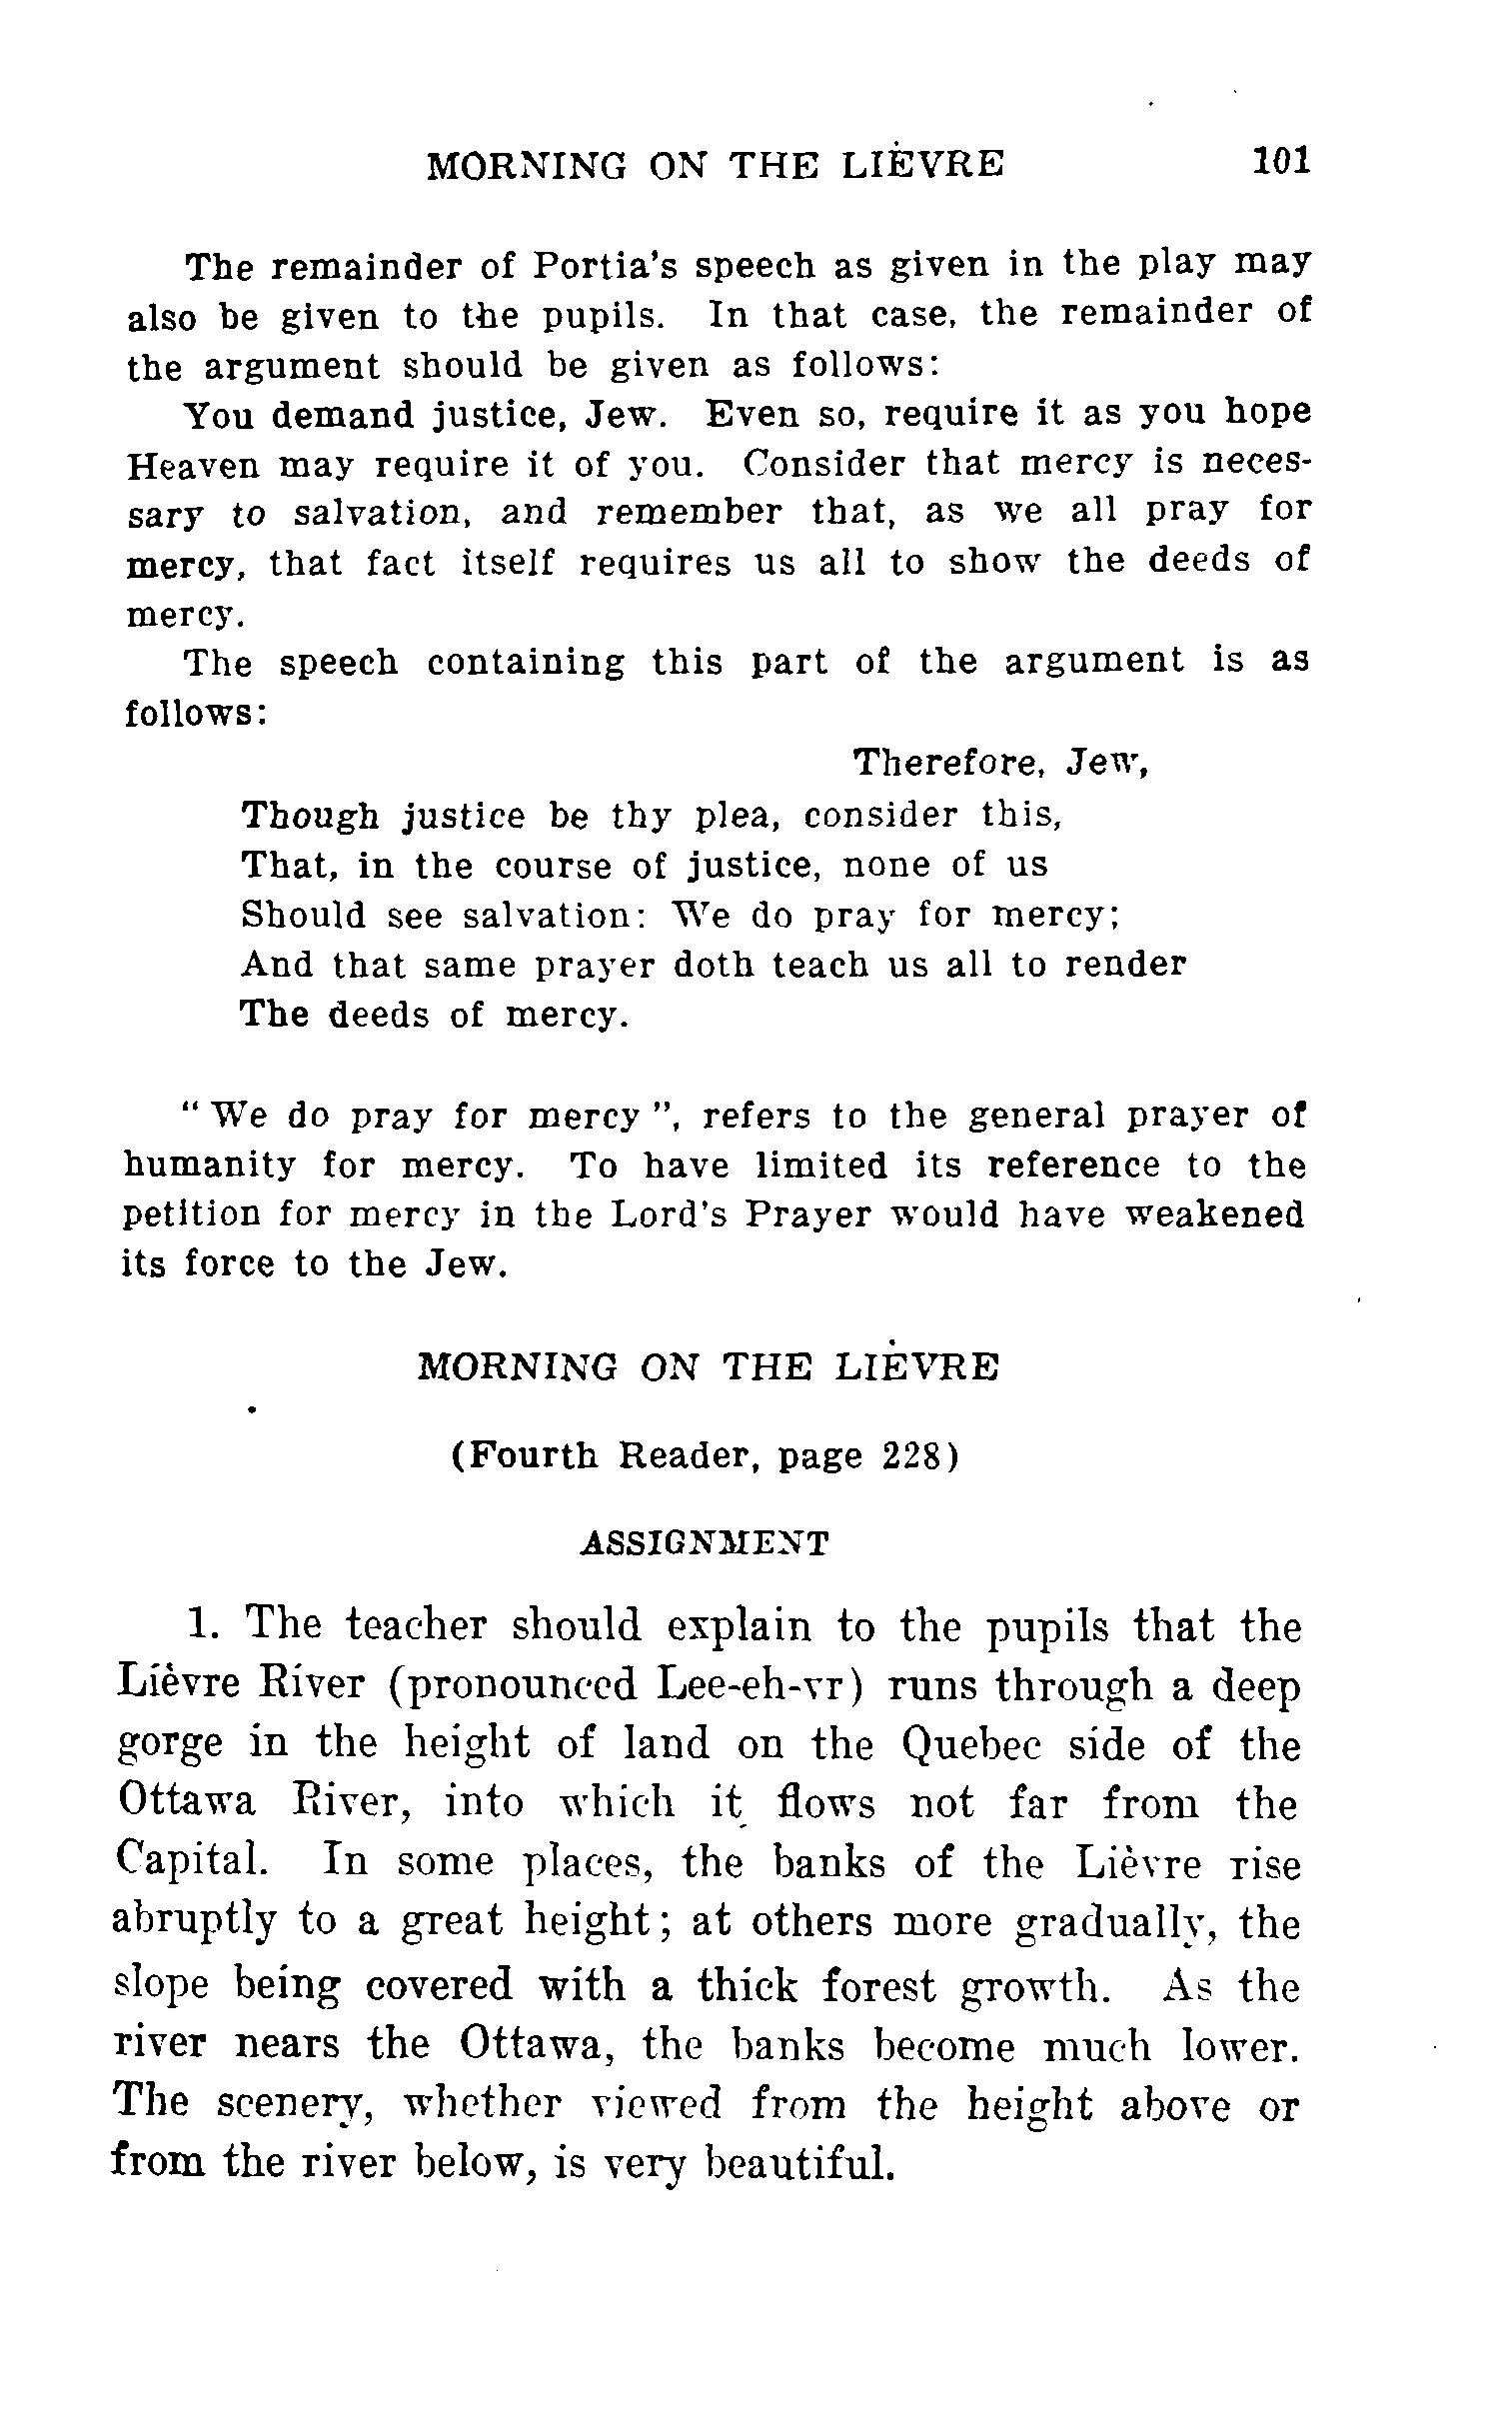 MORNING ON THE LIÈVRE 101
The remainder of Portia's speech as given in the play may
also be given to the pupils. In that case, the remainder of
the argument should be given as follows:
You demand justice, Jew. Even so, require it as you hope
Heaven may require it of you. Consider that mercy is neces-
sary to salvation, and remember that, as we all pray for
mercy, that fact itself requires us all to show the deeds of
mercy.
The speech containing this part of the argument is as
follows:
Therefore, Jew,
Though justice be thy plea, consider this,
That, in the course of justice, none of us
Should see salvation: We do pray for mercy;
And that same prayer doth teach us all to render
The deeds of mercy.
"We do pray for mercy", refers to the general prayer of
humanity for mercy. To have limited its reference to the
petition for mercy in the Lord's Prayer would have weakened
its force to the Jew.
MORNING ON THE LIÈVRE
(Fourth Reader, page 228)
ASSIGNMENT
1. The teacher should explain to the pupils that the
Lièvre River (pronounced Lee-eh-vr) runs through a deep
gorge in the height of land on the Quebec side of the
Ottawa River, into which it flows not far from the
Capital. In some places, the banks of the Lièvre rise
abruptly to a great height; at others more gradually, the
slope being covered with a thick forest growth. As the
river nears the Ottawa, the banks become much lower.
The scenery, whether viewed from the height above or
from the river below, is very beautiful.